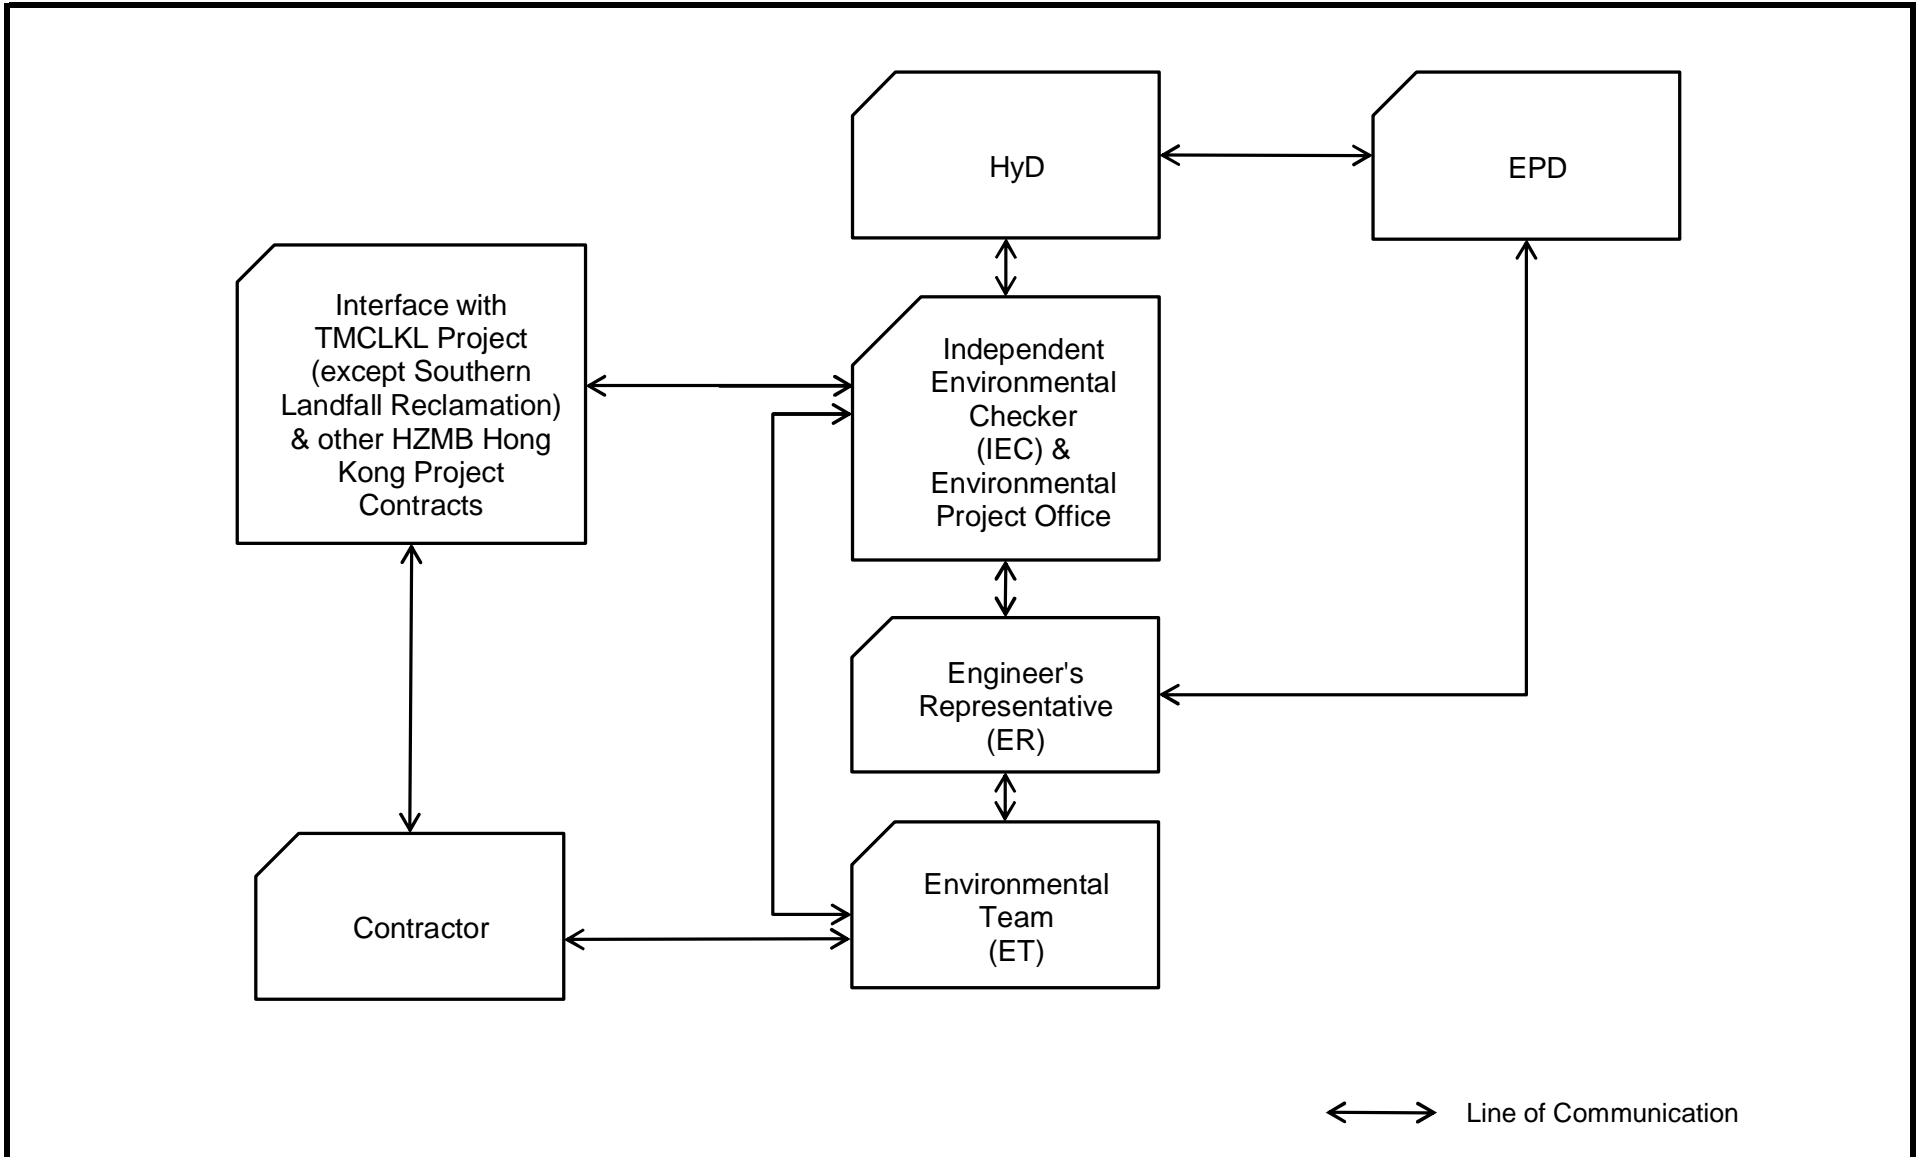 HyD
EPD
Interface with
TMCLKL Project
(except Southern
Landfall Reclamation)
& other HZMB Hong
Kong Project
Contracts
Independent
Environmental
Checker
(IEC) &
Environmental
Project Office
Engineer's
Representative
(ER)
Environmental
Team
(ET)
Contractor
Line of Communication